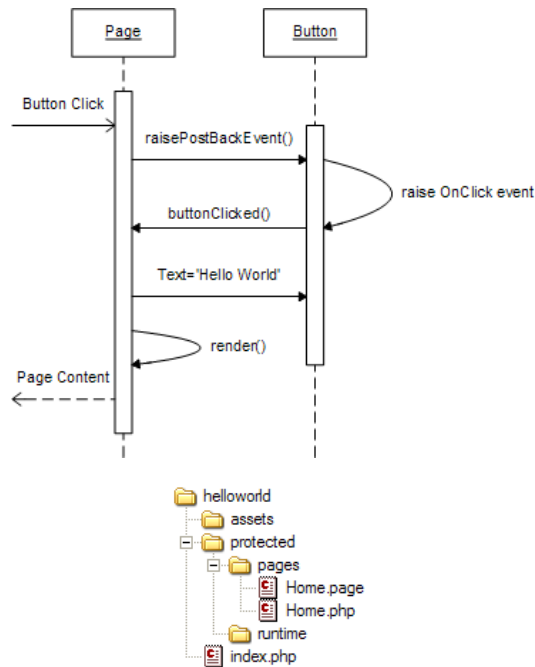 Page
Button
Button Click
raisePostBackEvent()
raise OnClick event
buttonClicked()
Text='Hello World'
render()
Page Content
helloworld
assets
protected
pages
Home.page
Home.php
runtime
index.php